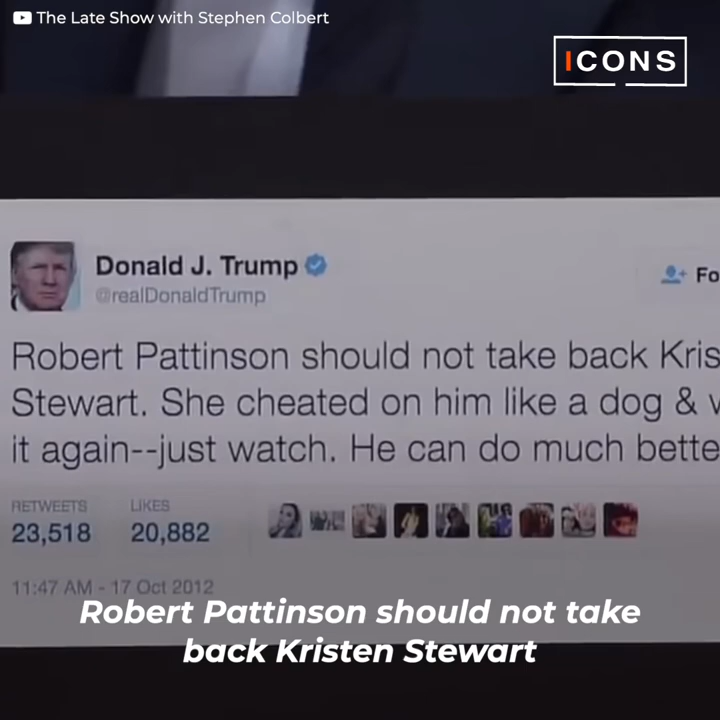 The Late Show with Stephen Colbert
ICONS
Donald J. Trump
@realDonaldTrump
Fo
Robert Pattinson should not take back Kris
Stewart. She cheated on him like a dog & w
it again--just watch. He can do much bette
RETWEETS LIKES
23,518 20,882
11:47 AM - 17 Oct 2012
Robert Pattinson should not take
back Kristen Stewart